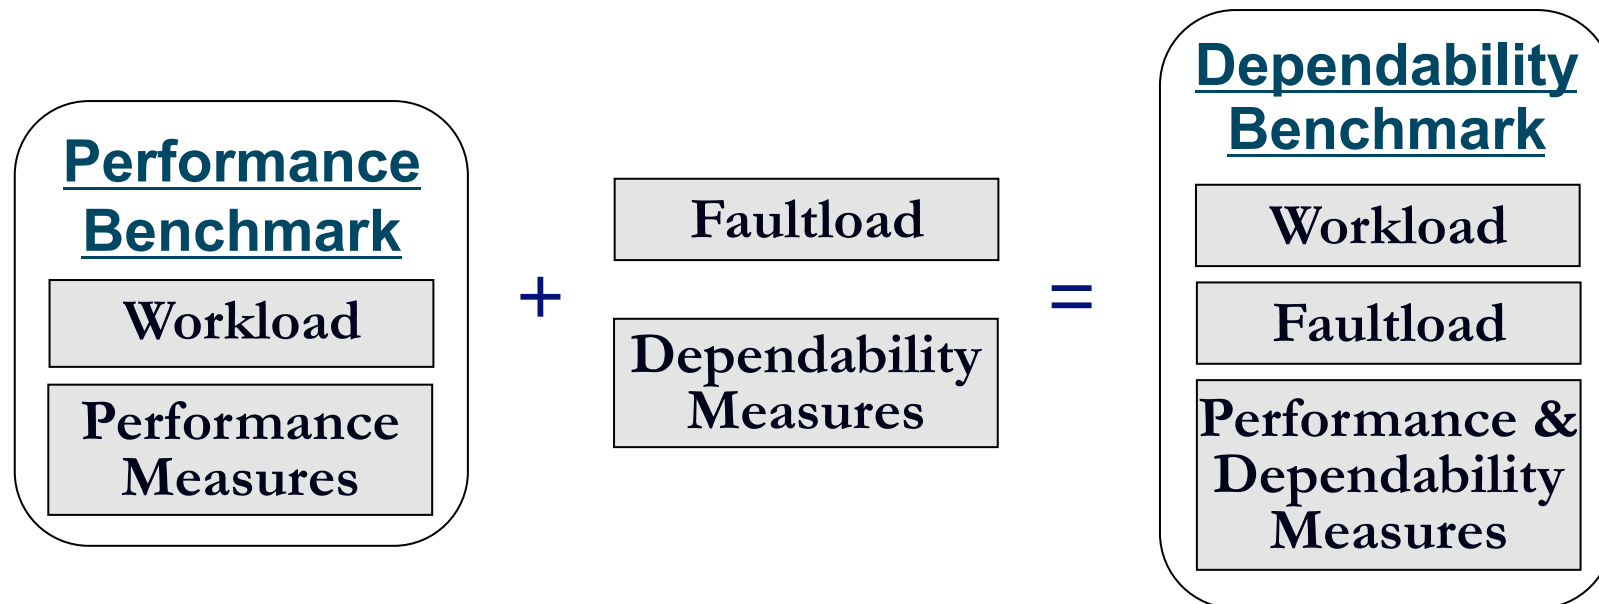 Performance
Benchmark
Workload
Performance
Measures
+
Faultload
Dependability
Measures
=
Dependability
Benchmark
Workload
Faultload
Performance &
Dependability
Measures